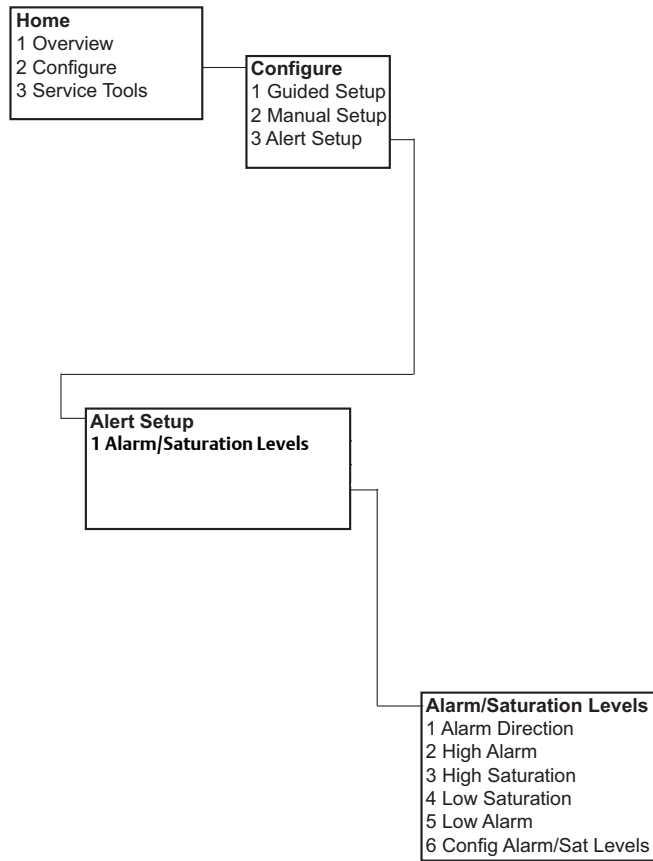 Home
1 Overview
2 Configure
3 Service Tools
Configure
1 Guided Setup
2 Manual Setup
3 Alert Setup
Alert Setup
1 Alarm/Saturation Levels
Alarm/Saturation Levels
1 Alarm Direction
2 High Alarm
3 High Saturation
4 Low Saturation
5 Low Alarm
6 Config Alarm/Sat Levels